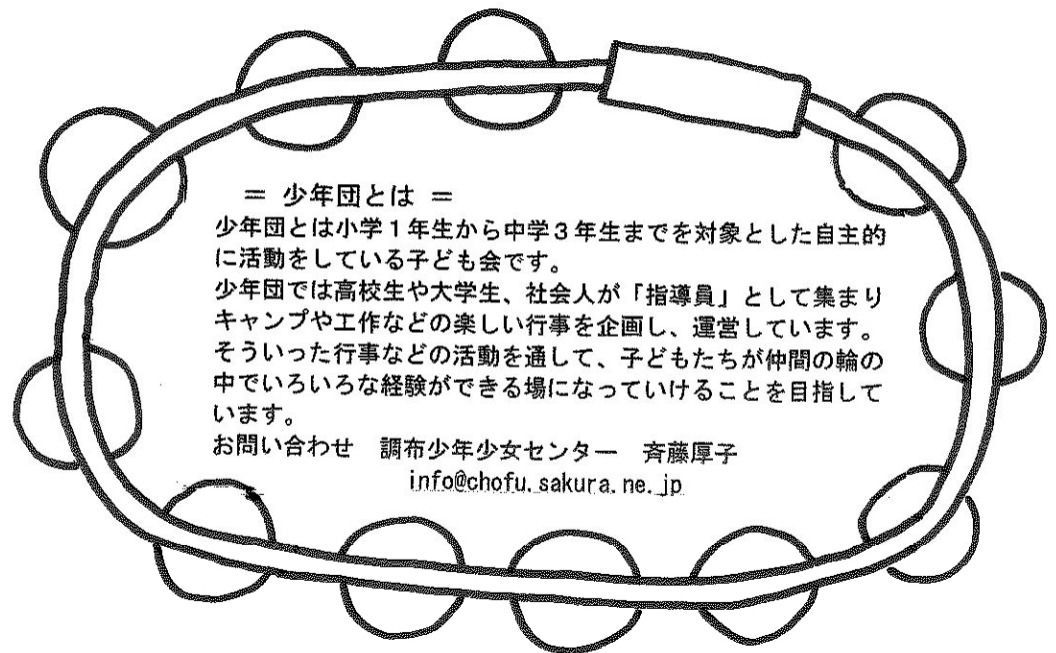 = 少年団とは =
少年団とは小学1年生から中学3年生までを対象とした自主的
に活動をしている子ども会です。
少年団では高校生や大学生、社会人が「指導員」として集まり
キャンプや工作などの楽しい行事を企画し、運営しています。
そういった行事などの活動を通して、子どもたちが仲間の輪の
中でいろいろな経験ができる場になっていけることを目指して
います。
お問い合わせ 調布少年少女センター 斉藤厚子
info@chofu.sakura.ne.jp